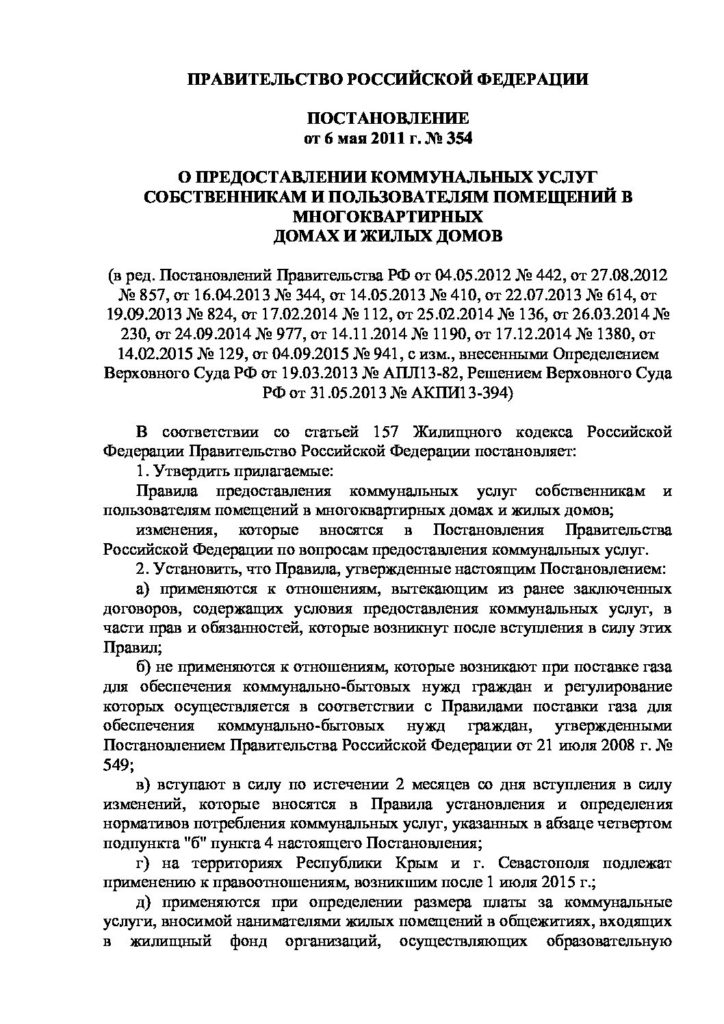 ПРАВИТЕЛЬСТВО РОССИЙСКОЙ ФЕДЕРАЦИИ
ПОСТАНОВЛЕНИЕ
от 6 мая 2011 г. № 354
О ПРЕДОСТАВЛЕНИИ КОММУНАЛЬНЫХ УСЛУГ
СОБСТВЕННИКАМ И ПОЛЬЗОВАТЕЛЯМ ПОМЕЩЕНИЙ В
МНОГОКВАРТИРНЫХ
ДОМАХ И ЖИЛЫХ ДОМОВ
(в ред. Постановлений Правительства РФ от 04.05.2012 № 442, от 27.08.2012
№ 857, от 16.04.2013 № 344, от 14.05.2013 № 410, от 22.07.2013 № 614, от
19.09.2013 № 824, от 17.02.2014 № 112, от 25.02.2014 № 136, от 26.03.2014 №
230, от 24.09.2014 № 977, от 14.11.2014 № 1190, от 17.12.2014 № 1380, от
14.02.2015 № 129, от 04.09.2015 № 941, с изм., внесенными Определением
Верховного Суда РФ от 19.03.2013 № АПЛ13-82, Решением Верховного Суда
РФ от 31.05.2013 № АКПИ13-394)
В соответствии со статьей 157 Жилищного кодекса Российской
Федерации Правительство Российской Федерации постановляет:
1. Утвердить прилагаемые:
Правила предоставления коммунальных услуг собственникам и
пользователям помещений в многоквартирных домах и жилых домов;
изменения, которые вносятся в Постановления Правительства
Российской Федерации по вопросам предоставления коммунальных услуг.
2. Установить, что Правила, утвержденные настоящим Постановлением:
а) применяются к отношениям, вытекающим из ранее заключенных
договоров, содержащих условия предоставления коммунальных услуг, в
части прав и обязанностей, которые возникнут после вступления в силу этих
Правил;
б) не применяются к отношениям, которые возникают при поставке газа
для обеспечения коммунально-бытовых нужд граждан и регулирование
которых осуществляется в соответствии с Правилами поставки газа для
обеспечения коммунально-бытовых нужд граждан, утвержденными
Постановлением Правительства Российской Федерации от 21 июля 2008 г. №
549;
в) вступают в силу по истечении 2 месяцев со дня вступления в силу
изменений, которые вносятся в Правила установления и определения
нормативов потребления коммунальных услуг, указанных в абзаце четвертом
подпункта "б" пункта 4 настоящего Постановления;
г) на территориях Республики Крым и г. Севастополя подлежат
применению к правоотношениям, возникшим после 1 июля 2015 г.;
д) применяются при определении размера платы за коммунальные
услуги, вносимой нанимателями жилых помещений в общежитиях, входящих
в жилищный фонд организаций, осуществляющих образовательную